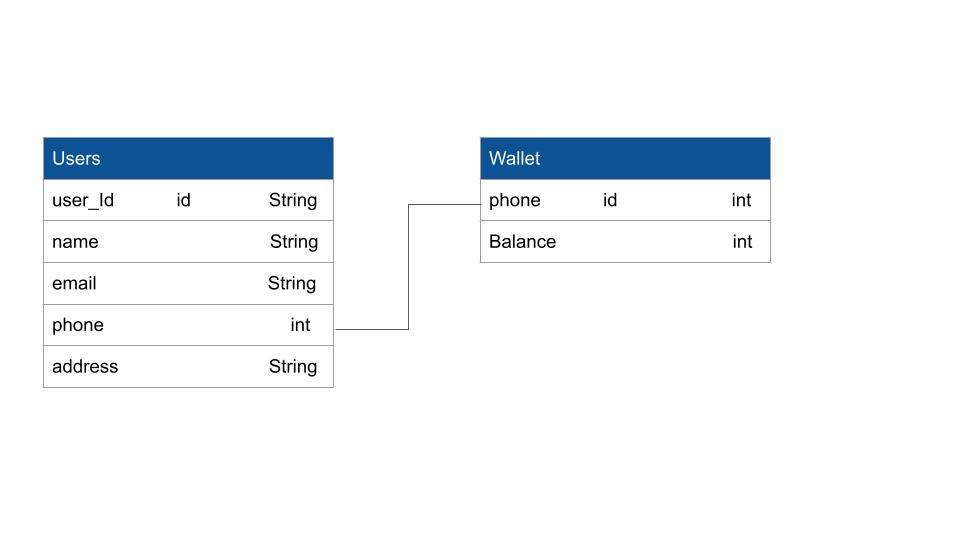 Users
user_Id id String
name String
email String
phone int
address String
Wallet
phone id int
Balance int